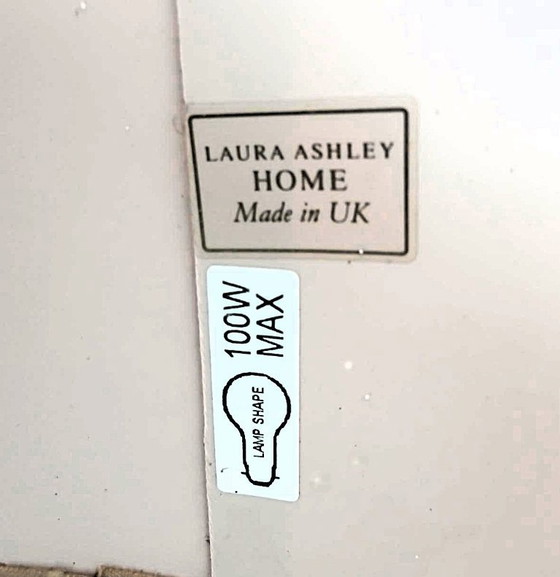 LAURA ASHLEY
HOME
Made in UK
100W
MAX
LAMP SHAPE